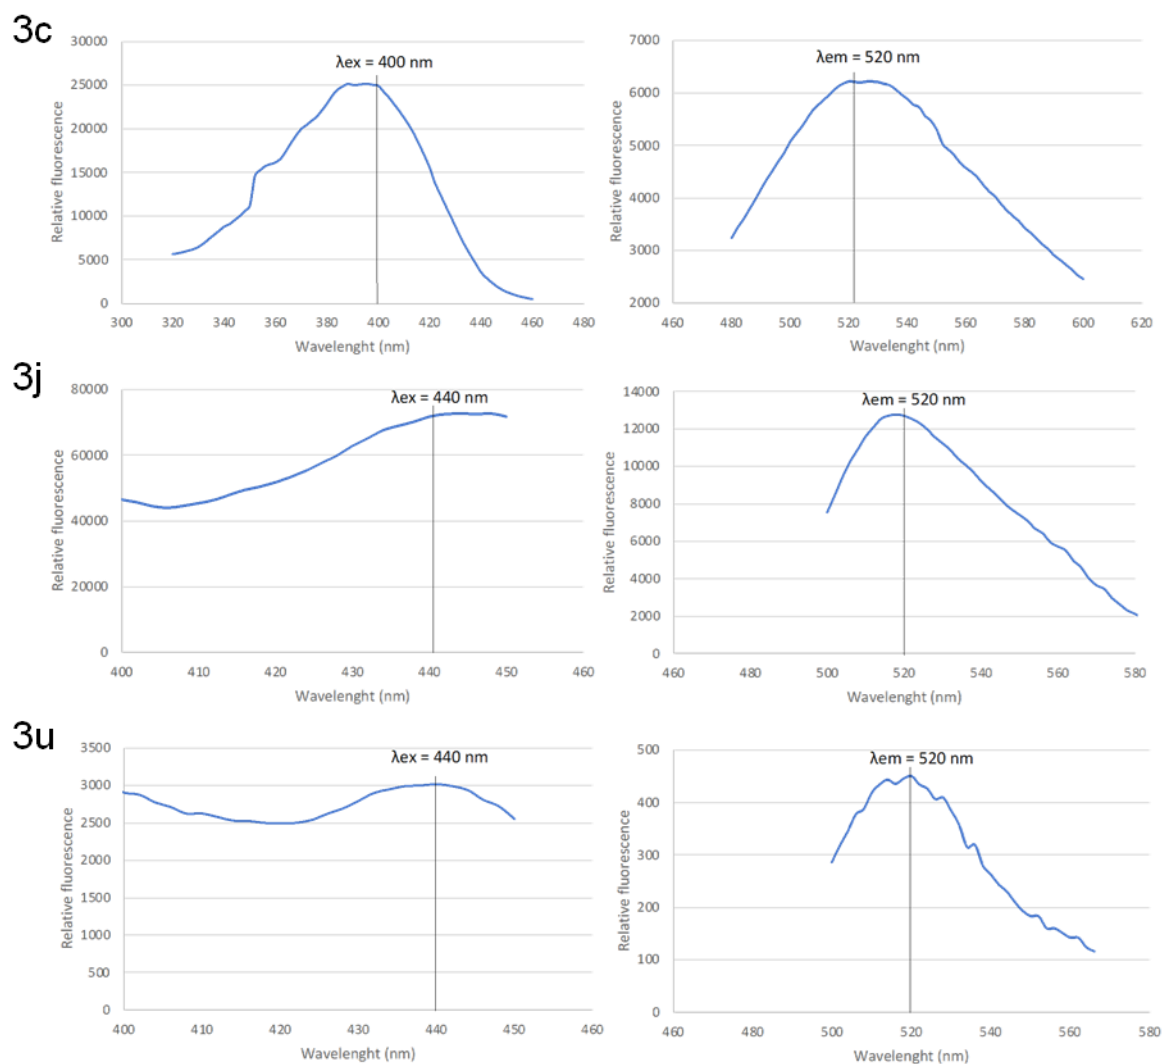 3c
λex = 400 nm
Relative fluorescence
30000
25000
20000
15000
10000
5000
0
300 320 340 360 380 400 420 440 460 480
Wavelenght (nm)
λem = 520 nm
Relative fluorescence
7000
6000
5000
4000
3000
2000
460 480 500 520 540 560 580 600 620
Wavelenght (nm)
3j
λex = 440 nm
Relative fluorescence
80000
60000
40000
20000
0
400 410 420 430 440 450 460
Wavelenght (nm)
λem = 520 nm
Relative fluorescence
14000
12000
10000
8000
6000
4000
2000
0
460 480 500 520 540 560 580
Wavelenght (nm)
3u
λex = 440 nm
Relative fluorescence
3500
3000
2500
2000
1500
1000
500
0
400 410 420 430 440 450 460
Wavelenght (nm)
λem = 520 nm
Relative fluorescence
500
400
300
200
100
0
460 480 500 520 540 560 580
Wavelenght (nm)